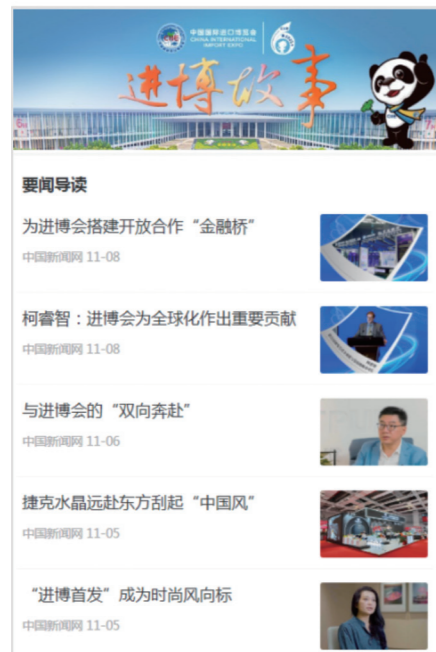 中国国际进口博览会
CHINA INTERNATIONAL
IMPORT EXPO
进博故事
要闻导读
为进博会搭建开放合作“金融桥”
中国新闻网 11-08
柯睿智：进博会为全球化作出重要贡献
中国新闻网 11-08
与进博会的“双向奔赴”
中国新闻网 11-06
捷克水晶远赴东方刮起“中国风”
中国新闻网 11-05
“进博首发”成为时尚风向标
中国新闻网 11-05